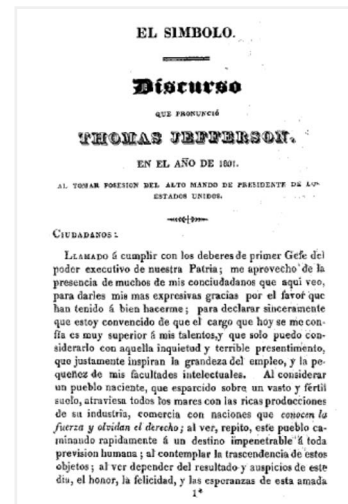 EL SIMBOLO.
Discurso
QUE PRONUNCIÓ
THOMAS JEFFERSON.
EN EL AÑO DE 1801.
AL TOMAR POSESION DEL ALTO MANDO DE PRESIDENTE DE LOS
ESTADOS UNIDOS.
CIUDADANOS:
LLAMADO á cumplir con los deberes de primer Gefe del
poder executivo de nuestra Patria; me aprovecho de la
presencia de muchos de mis conciudadanos que aqui veo,
para darles mis mas expresivas gracias por el favor que
han tenido á bien hacerme; para declarar sinceramente
que estoy convencido de que el cargo que hoy se me con-
fia es muy superior á mis talentos, y que solo puedo con-
siderarlo con aquella inquietud y terrible presentimiento,
que justamente inspiran la grandeza del empleo, y la pe-
queñez de mis facultades intelectuales. Al considerar
un pueblo naciente, que esparcido sobre un vasto y fértil
suelo, atraviesa todos los mares con las ricas producciones
de su industria, comercia con naciones que conocen la
fuerza y olvidan el derecho; al ver, repito, este pueblo ca-
minando rapidamente á un destino impenetrable á toda
prevision humana; al contemplar la trascendencia de estos
objetos; al ver depender del resultado y auspicios de este
dia, el honor, la felicidad, y las esperanzas de esta amada
1*